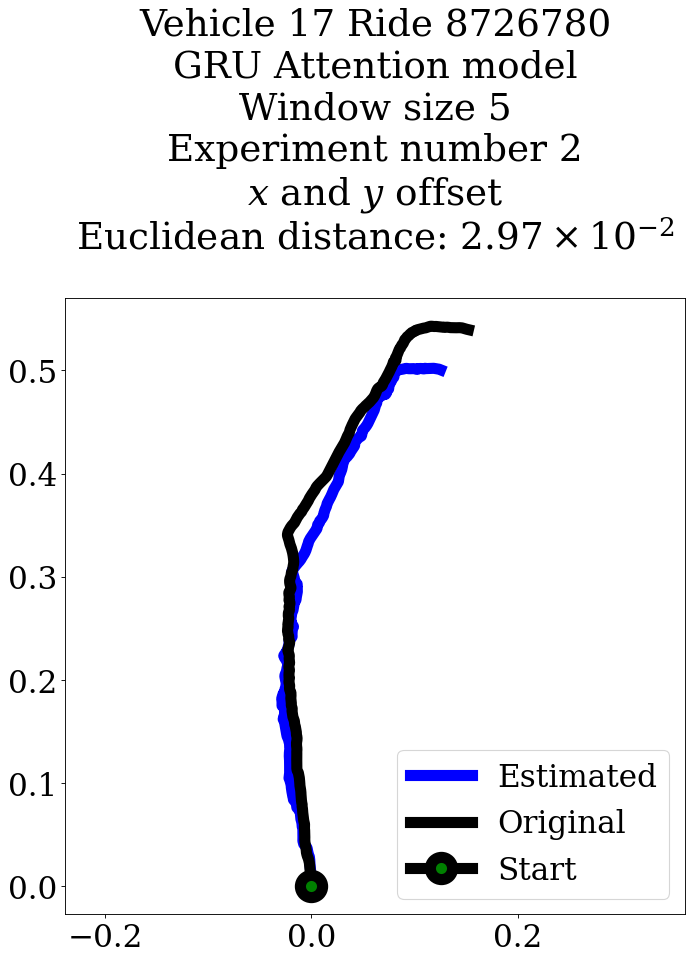 Vehicle 17 Ride 8726780
GRU Attention model
Window size 5
Experiment number 2
x and y offset
Euclidean distance: 2.97 × 10⁻²
0.5
0.4
0.3
0.2
0.1
0.0
Estimated
Original
Start
−0.2 0.0 0.2